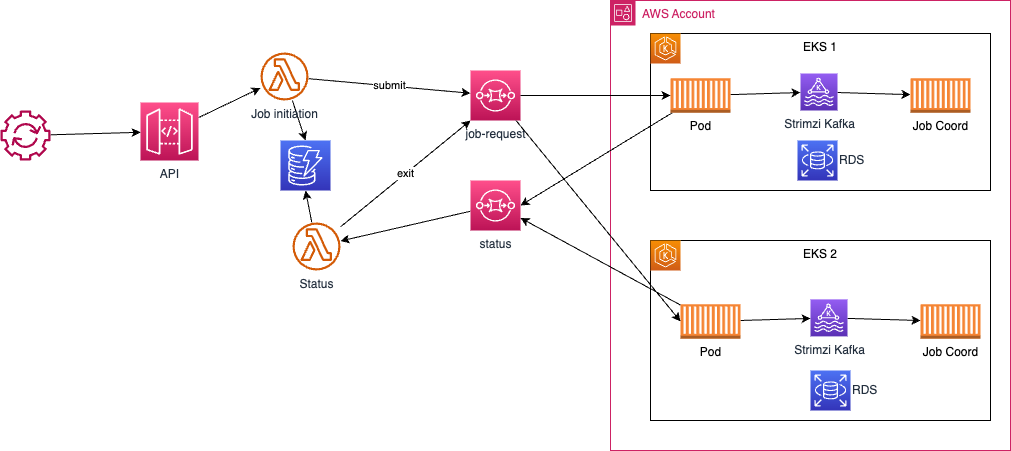 AWS Account
EKS 1
Job initiation
submit
job-request
Pod
Strimzi Kafka
Job Coord
RDS
API
exit
status
Status
EKS 2
Pod
Strimzi Kafka
Job Coord
RDS